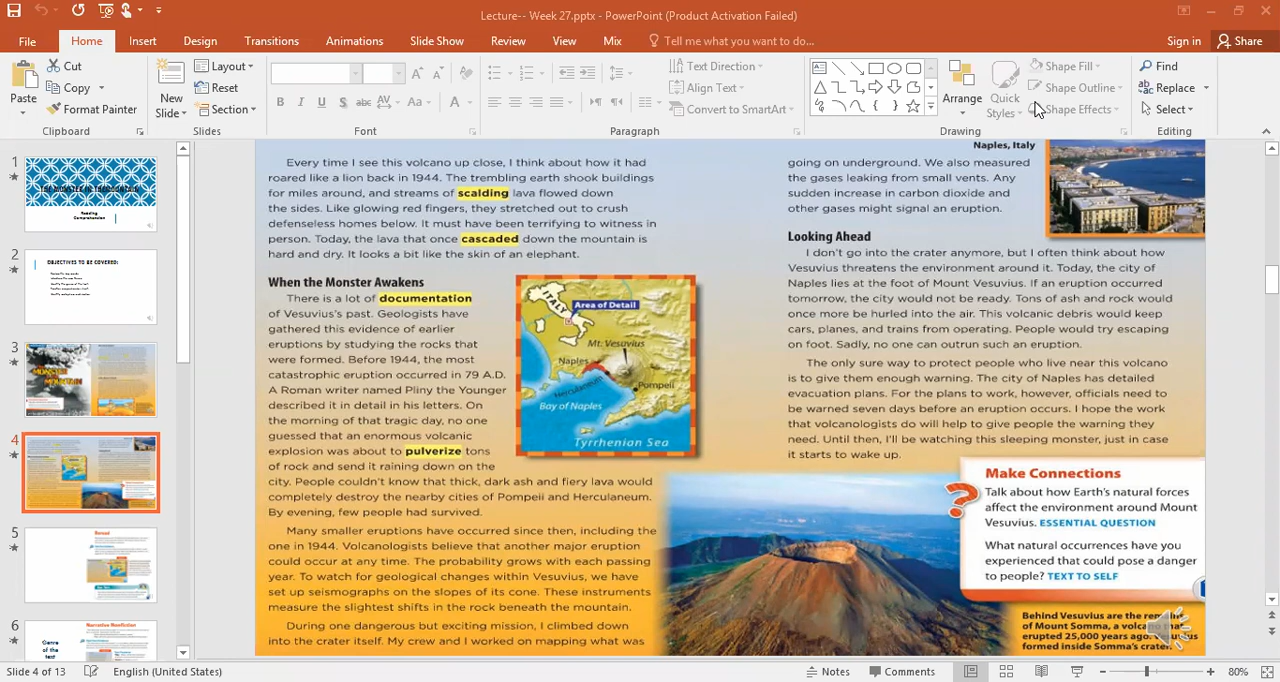 Lecture-- Week 27.pptx - PowerPoint (Product Activation Failed)
File Home Insert Design Transitions Animations Slide Show Review View Mix Tell me what you want to do... Sign in Share
Paste
Cut
Copy
Format Painter
Clipboard
New Slide
Layout
Reset
Section
Slides
B I U S abc AV Aa A
Font
Paragraph
Text Direction
Align Text
Convert to SmartArt
Arrange
Quick Styles
Shape Fill
Shape Outline
Shape Effects
Drawing
Find
Replace
Select
Editing
1
Reading
Comprehension
2
OBJECTIVES TO BE COVERED:
3
MONSTER
MOUNTAIN
4
5
Reread
6
Narrative Nonfiction
Genre
of the
text
Every time I see this volcano up close, I think about how it had
roared like a lion back in 1944. The trembling earth shook buildings
for miles around, and streams of scalding lava flowed down
the sides. Like glowing red fingers, they stretched out to crush
defenseless homes below. It must have been terrifying to witness in
person. Today, the lava that once cascaded down the mountain is
hard and dry. It looks a bit like the skin of an elephant.
When the Monster Awakens
There is a lot of documentation
of Vesuvius's past. Geologists have
gathered this evidence of earlier
eruptions by studying the rocks that
were formed. Before 1944, the most
catastrophic eruption occurred in 79 A.D.
A Roman writer named Pliny the Younger
described it in detail in his letters. On
the morning of that tragic day, no one
guessed that an enormous volcanic
explosion was about to pulverize tons
of rock and send it raining down on the
city. People couldn't know that thick, dark ash and fiery lava would
completely destroy the nearby cities of Pompeii and Herculaneum.
By evening, few people had survived.
Many smaller eruptions have occurred since then, including the
one in 1944. Volcanologists believe that another major eruption
could occur at any time. The probability grows with each passing
year. To watch for geological changes within Vesuvius, we have
set up seismographs on the slopes of its cone. These instruments
measure the slightest shifts in the rock beneath the mountain.
During one dangerous but exciting mission, I climbed down
into the crater itself. My crew and I worked on mapping what was
ITALY
Area of Detail
Mt. Vesuvius
Naples
Herculaneum
Pompeii
Bay of Naples
Tyrrhenian Sea
Naples, Italy
going on underground. We also measured
the gases leaking from small vents. Any
sudden increase in carbon dioxide and
other gases might signal an eruption.
Looking Ahead
I don't go into the crater anymore, but I often think about how
Vesuvius threatens the environment around it. Today, the city of
Naples lies at the foot of Mount Vesuvius. If an eruption occurred
tomorrow, the city would not be ready. Tons of ash and rock would
once more be hurled into the air. This volcanic debris would keep
cars, planes, and trains from operating. People would try escaping
on foot. Sadly, no one can outrun such an eruption.
The only sure way to protect people who live near this volcano
is to give them enough warning. The city of Naples has detailed
evacuation plans. For the plans to work, however, officials need to
be warned seven days before an eruption occurs. I hope the work
that volcanologists do will help to give people the warning they
need. Until then, I'll be watching this sleeping monster, just in case
it starts to wake up.
?
Make Connections
Talk about how Earth's natural forces
affect the environment around Mount
Vesuvius. ESSENTIAL QUESTION
What natural occurrences have you
experienced that could pose a danger
to people? TEXT TO SELF
Behind Vesuvius are the
of Mount Somma, a volcano
erupted 25,000 years ago.
formed inside Somma's crater.
Slide 4 of 13 English (United States) Notes Comments 80%